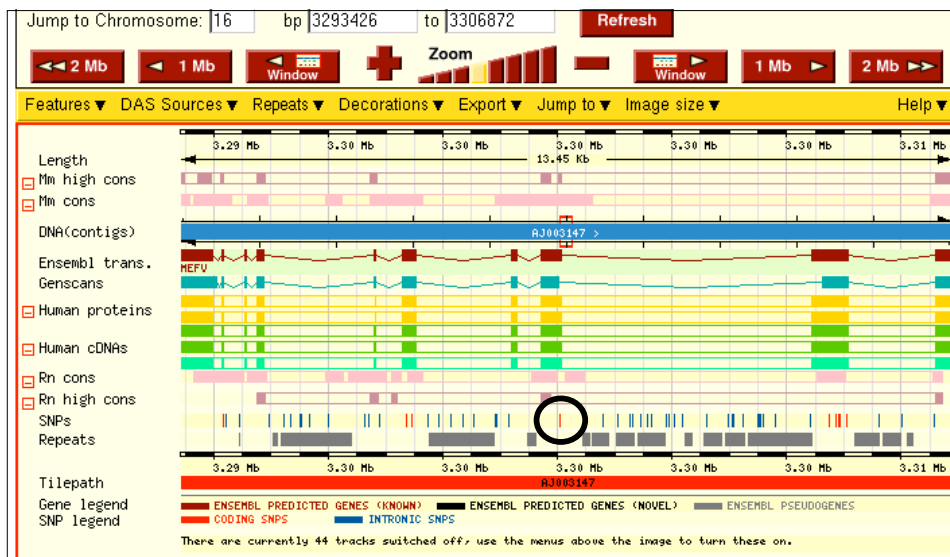 Jump to Chromosome: 16 bp 3293426 to 3306872 Refresh
2 Mb 1 Mb Window Zoom Window 1 Mb 2 Mb
Features ▼ DAS Sources ▼ Repeats ▼ Decorations ▼ Export ▼ Jump to ▼ Image size ▼ Help ▼
3.29 Mb 3.30 Mb 3.30 Mb 3.30 Mb 3.30 Mb 3.30 Mb 3.31 Mb
Length 13.45 Kb
Mm high cons
Mm cons
DNA(contigs) AJ003147 >
Ensembl trans.
MEFV
Genscans
Human proteins
Human cDNAs
Rn cons
Rn high cons
SNPs
Repeats
3.29 Mb 3.30 Mb 3.30 Mb 3.30 Mb 3.30 Mb 3.30 Mb 3.31 Mb
Tilepath AJ003147
Gene legend ENSEMBL PREDICTED GENES (KNOWN) ENSEMBL PREDICTED GENES (NOVEL) ENSEMBL PSEUDOGENES
SNP legend CODING SNPS INTRONIC SNPS
There are currently 44 tracks switched off, use the menus above the image to turn these on.